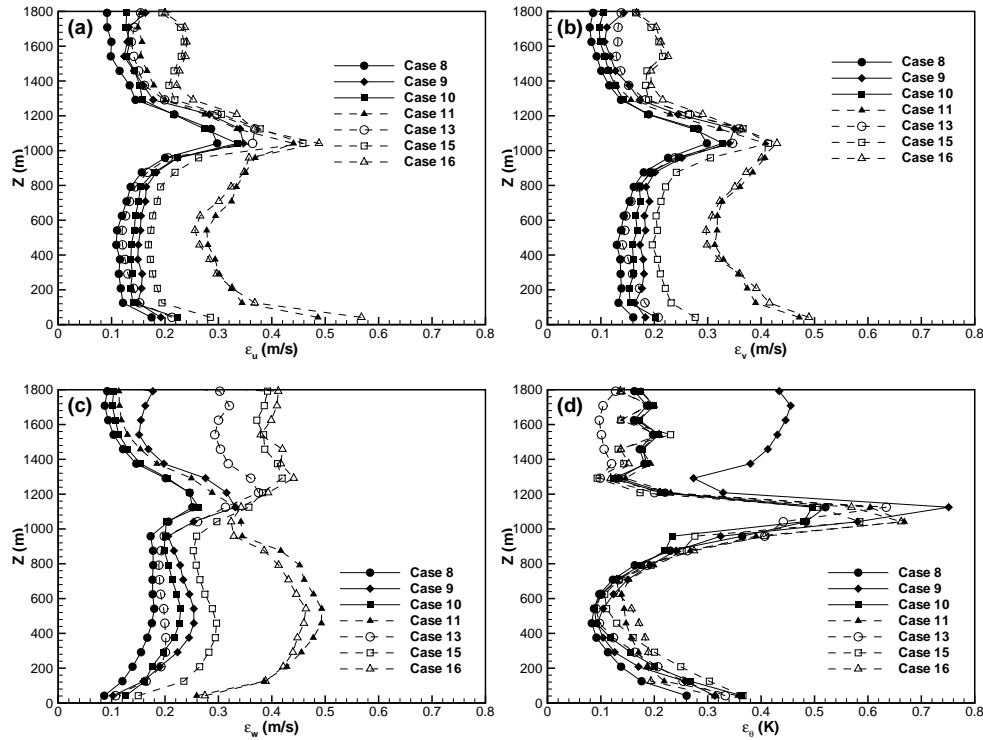 (a)
1800
1600
1400
1200
1000
800
600
400
200
0
Z (m)
0 0.1 0.2 0.3 0.4 0.5 0.6 0.7 0.8
εu (m/s)
Case 8
Case 9
Case 10
Case 11
Case 13
Case 15
Case 16
(b)
1800
1600
1400
1200
1000
800
600
400
200
0
Z (m)
0 0.1 0.2 0.3 0.4 0.5 0.6 0.7 0.8
εv (m/s)
Case 8
Case 9
Case 10
Case 11
Case 13
Case 15
Case 16
(c)
1800
1600
1400
1200
1000
800
600
400
200
0
Z (m)
0 0.1 0.2 0.3 0.4 0.5 0.6 0.7 0.8
εw (m/s)
Case 8
Case 9
Case 10
Case 11
Case 13
Case 15
Case 16
(d)
1800
1600
1400
1200
1000
800
600
400
200
0
Z (m)
0 0.1 0.2 0.3 0.4 0.5 0.6 0.7 0.8
εθ (K)
Case 8
Case 9
Case 10
Case 11
Case 13
Case 15
Case 16